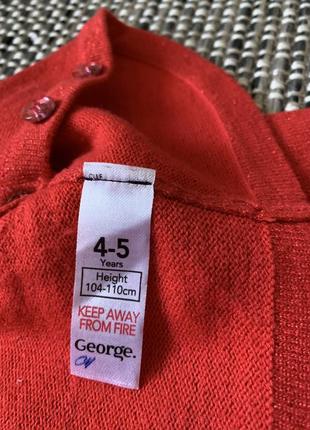 4-5
Years
Height
104-110cm
KEEP AWAY
FROM FIRE
George.